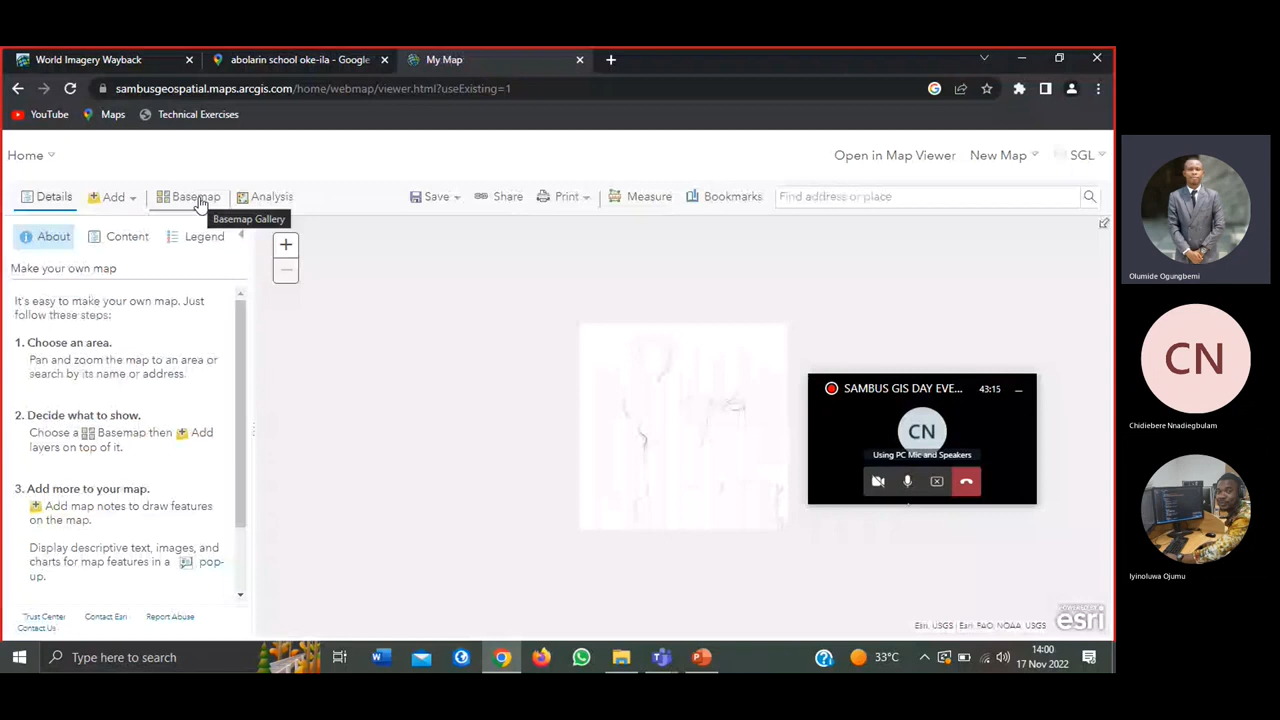 World Imagery Wayback
abolarin school oke-ila - Google
My Map
sambusgeospatial.maps.arcgis.com/home/webmap/viewer.html?useExisting=1
YouTube
Maps
Technical Exercises
Home
Open in Map Viewer
New Map
SGL
Details
Add
Basemap
Analysis
Save
Share
Print
Measure
Bookmarks
Find address or place
Basemap Gallery
About
Content
Legend
Make your own map
It's easy to make your own map. Just
follow these steps:
1. Choose an area.
Pan and zoom the map to an area or
search by its name or address.
2. Decide what to show.
Choose a Basemap then Add
layers on top of it.
3. Add more to your map.
Add map notes to draw features
on the map.
Display descriptive text, images, and
charts for map features in a pop-
up.
Trust Center
Contact Esri
Report Abuse
Contact Us
SAMBUS GIS DAY EVE...
43:15
CN
Using PC Mic and Speakers
POWERED BY
esri
Esri, USGS | Esri, FAO, NOAA, USGS
Olumide Ogungbemi
CN
Chidiebere Nnadiegbulam
Iyinoluwa Ojumu
Type here to search
33°C
14:00
17 Nov 2022